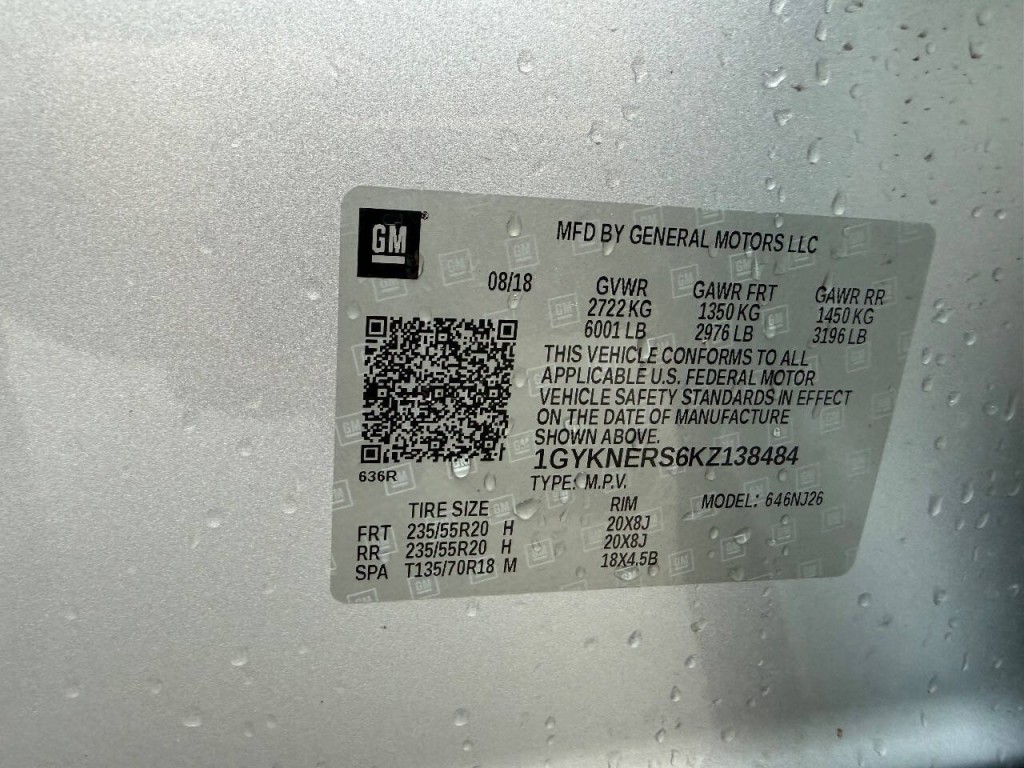 GM
MFD BY GENERAL MOTORS LLC
08/18 GVWR GAWR FRT GAWR RR
2722 KG 1350 KG 1450 KG
6001 LB 2976 LB 3196 LB
THIS VEHICLE CONFORMS TO ALL
APPLICABLE U.S. FEDERAL MOTOR
VEHICLE SAFETY STANDARDS IN EFFECT
ON THE DATE OF MANUFACTURE
SHOWN ABOVE.
1GYKNERS6KZ138484
636R
TYPE: M.P.V. MODEL: 646NJ26
TIRE SIZE RIM
FRT 235/55R20 H 20X8J
RR 235/55R20 H 20X8J
SPA T135/70R18 M 18X4.5B